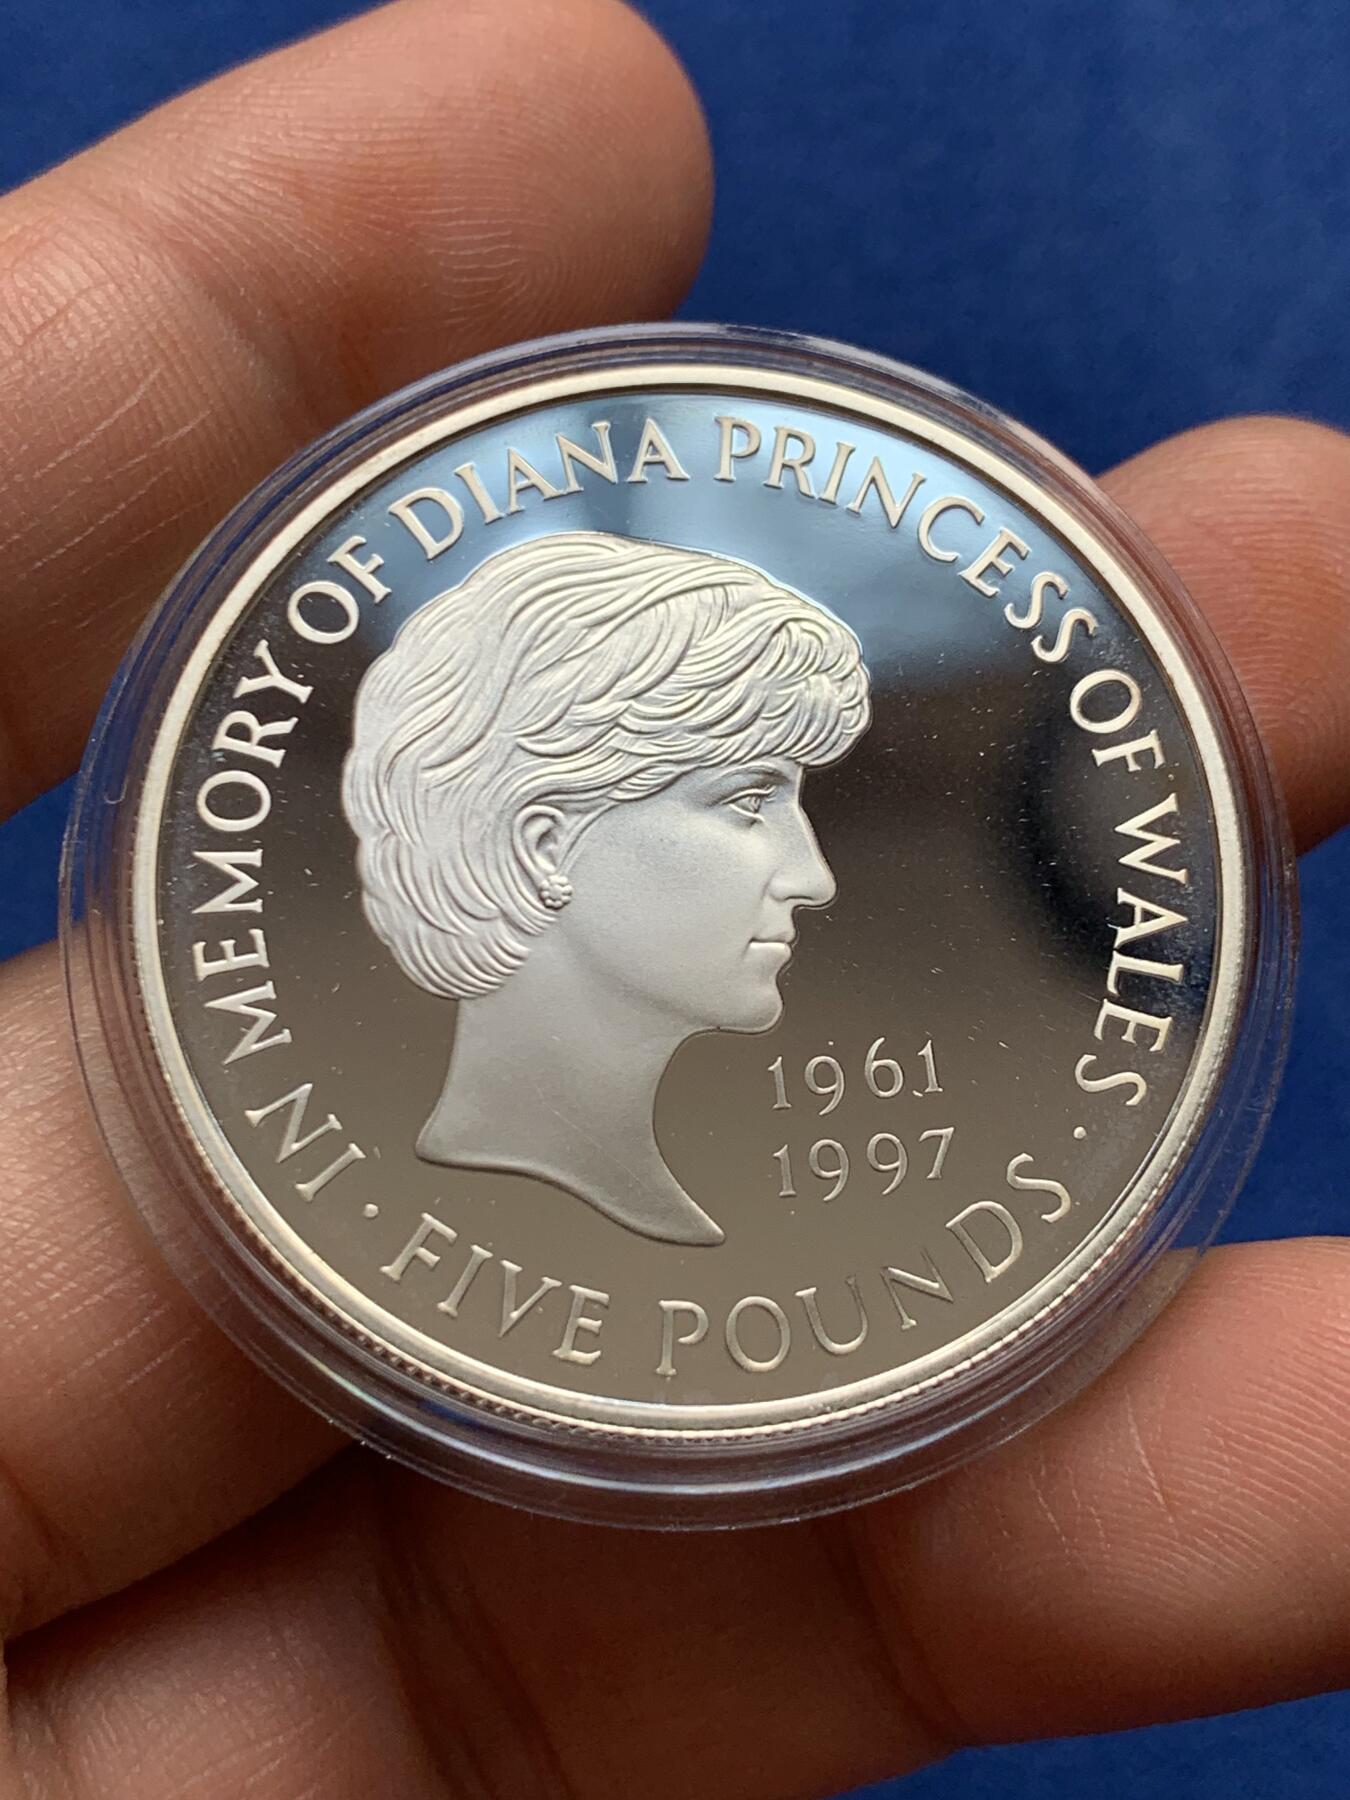 IN MEMORY OF DIANA PRINCESS OF WALES
1961
1997
· FIVE POUNDS ·